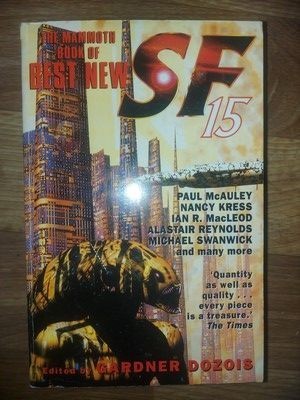 THE MAMMOTH
BOOK OF
BEST NEW
SF
15
PAUL McAULEY
NANCY KRESS
IAN R. MacLEOD
ALASTAIR REYNOLDS
MICHAEL SWANWICK
and many more
'Quantity
as well as
quality . . .
every piece
is a treasure.'
The Times
Edited by GARDNER DOZOIS